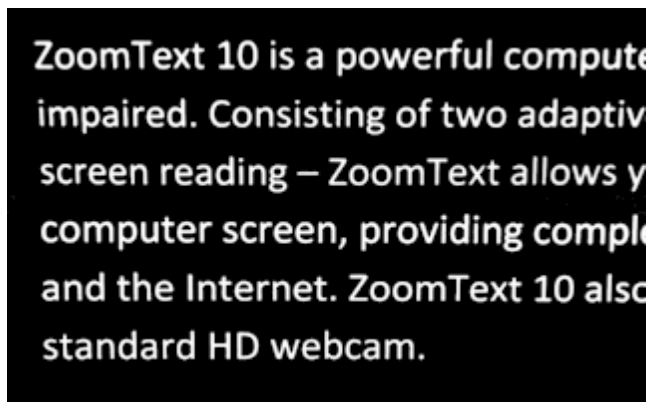 ZoomText 10 is a powerful compute
impaired. Consisting of two adaptiv
screen reading – ZoomText allows y
computer screen, providing comple
and the Internet. ZoomText 10 also
standard HD webcam.